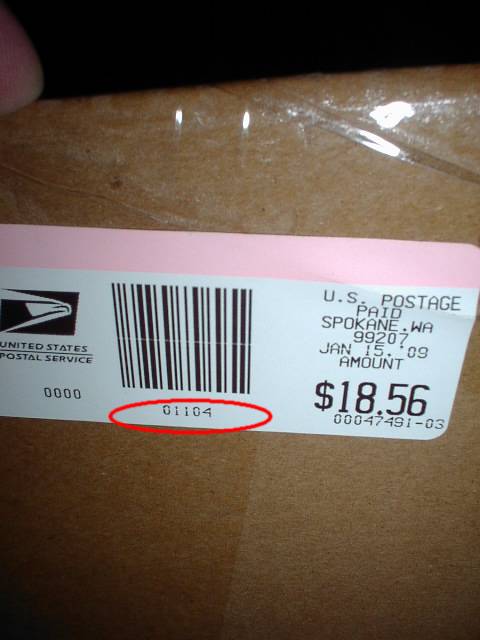 UNITED STATES
POSTAL SERVICE
0000
01104
U.S. POSTAGE
PAID
SPOKANE,WA
99207
JAN 15,'09
AMOUNT
$18.56
00047491-03